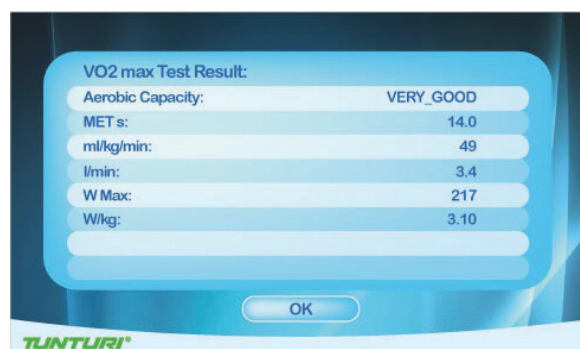 VO2 max Test Result:
Aerobic Capacity: VERY_GOOD
MET s: 14.0
ml/kg/min: 49
l/min: 3.4
W Max: 217
W/kg: 3.10
OK
TUNTURI®